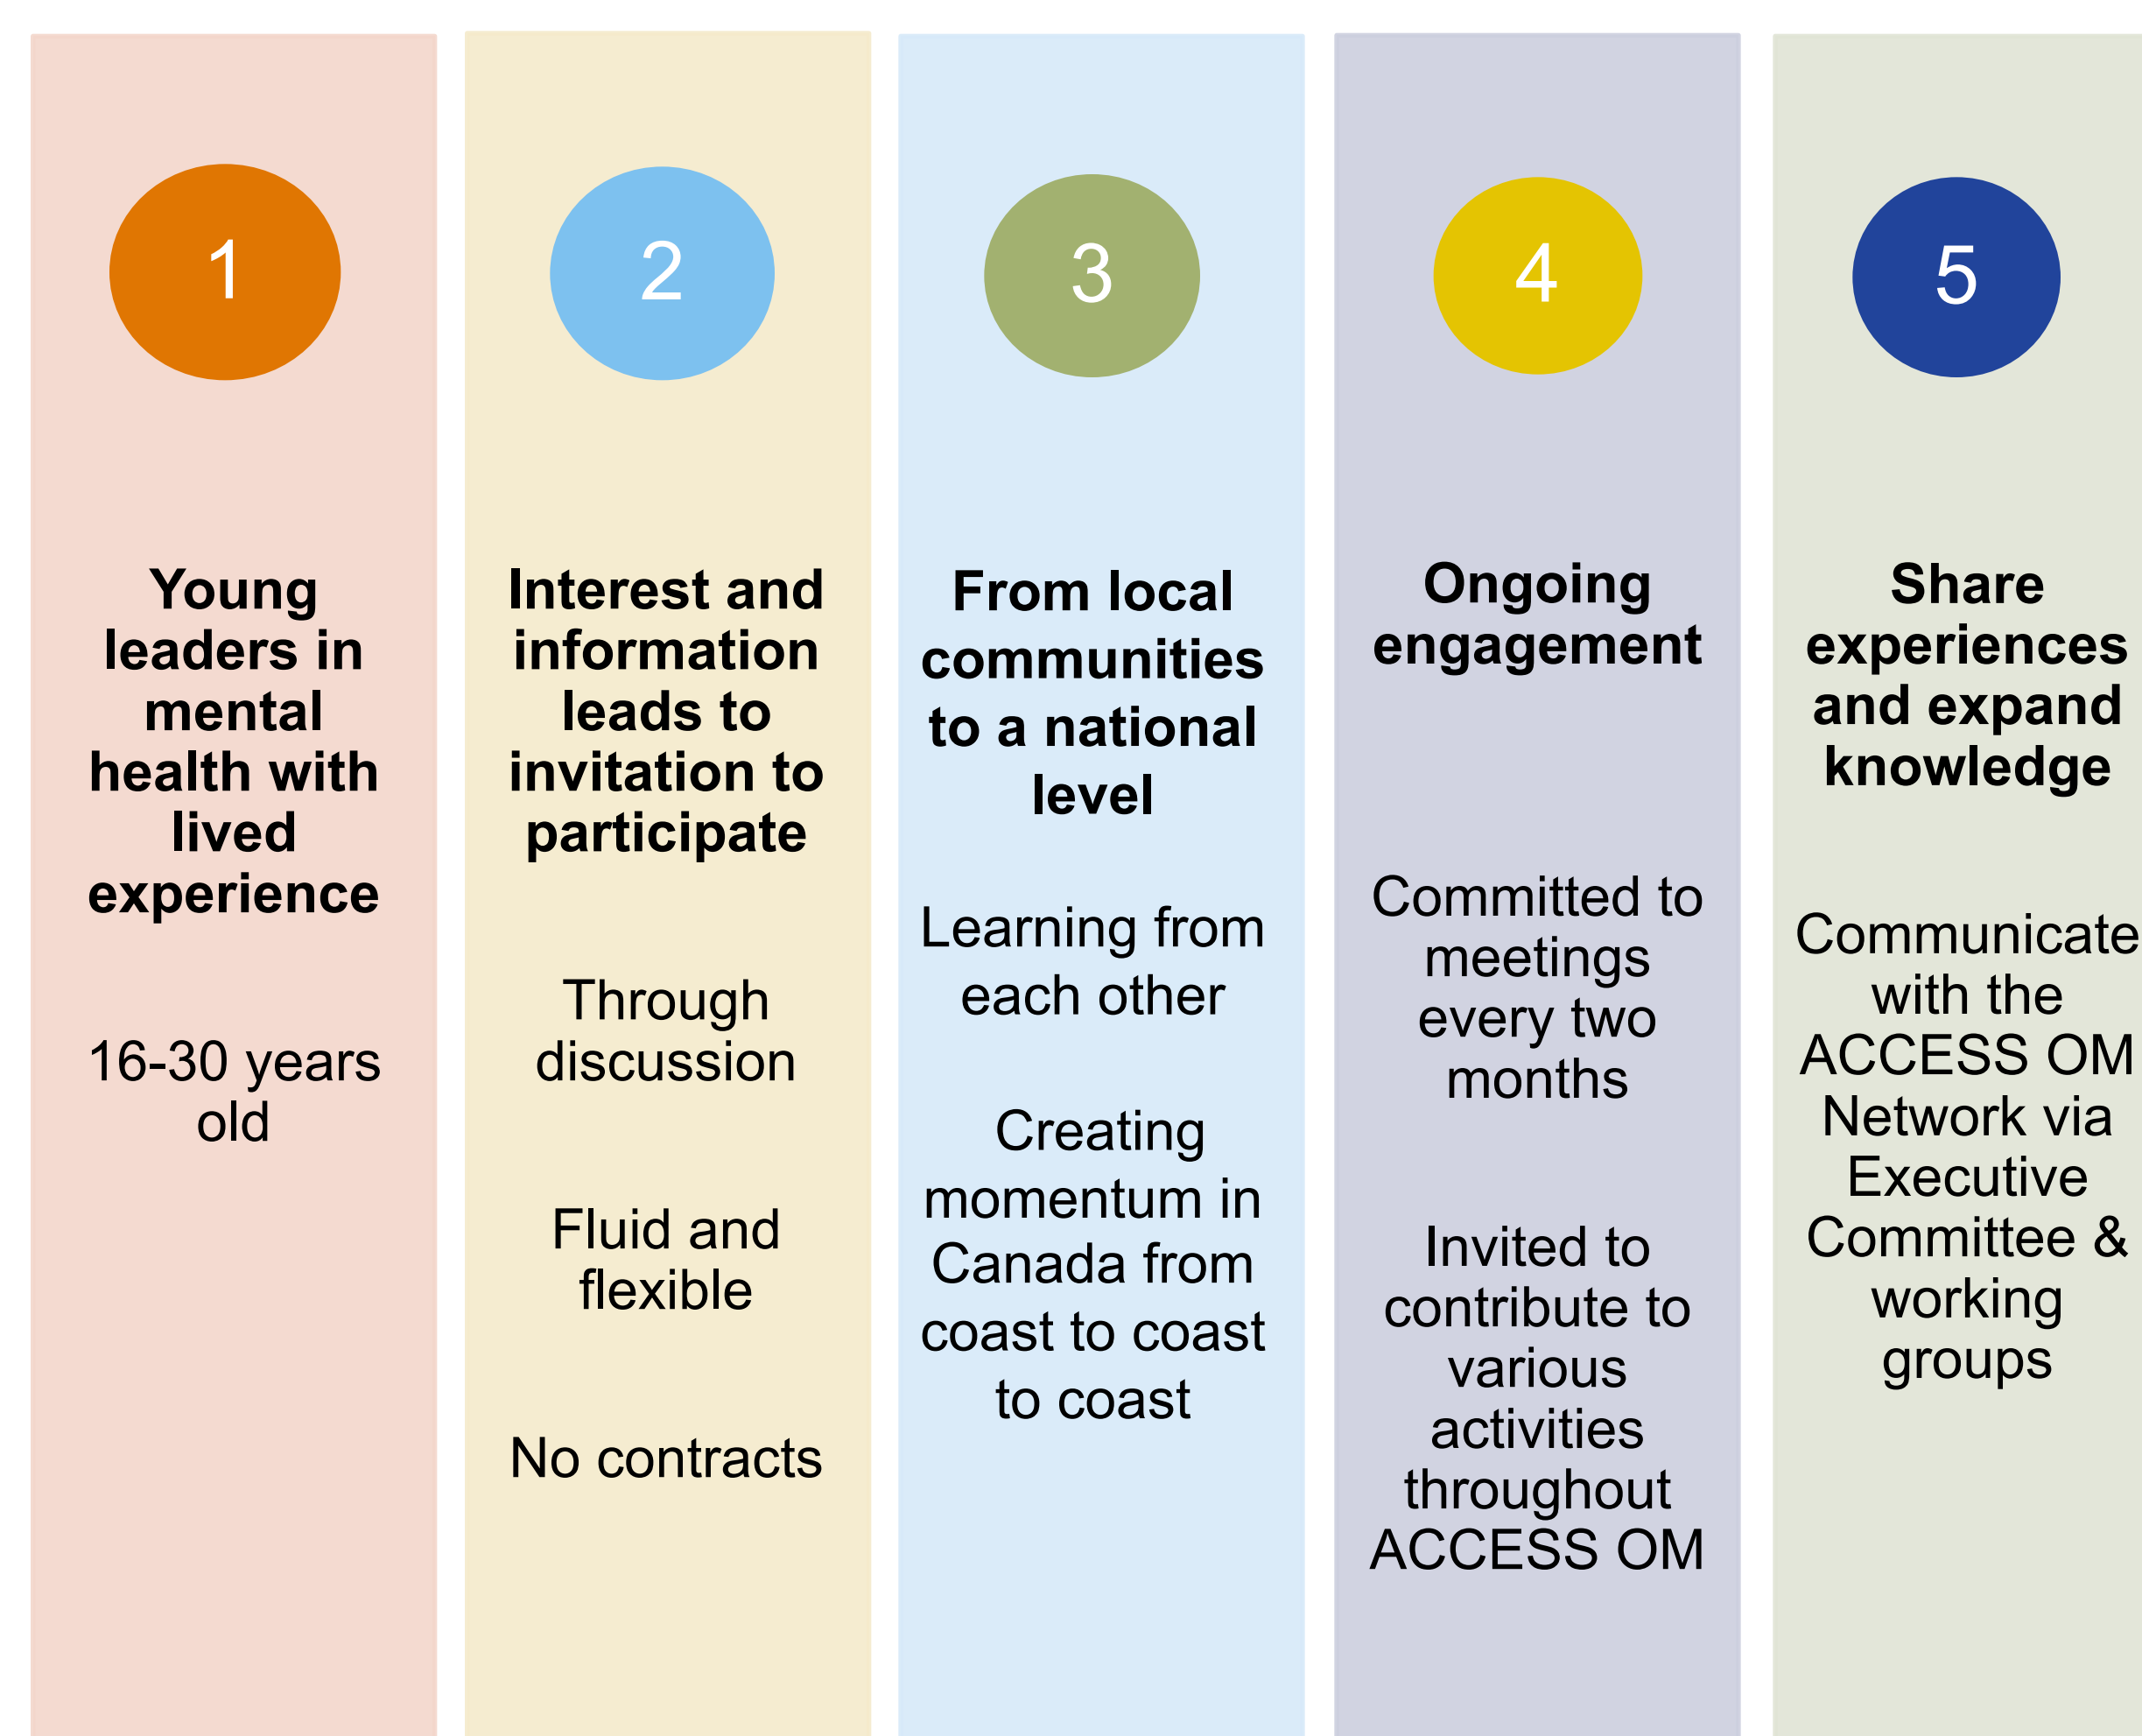 1
Young
leaders in
mental
health with
lived
experience
16-30 years
old
2
Interest and
information
leads to
invitation to
participate
Through
discussion
Fluid and
flexible
No contracts
3
From local
communities
to a national
level
Learning from
each other
Creating
momentum in
Canada from
coast to coast
to coast
4
Ongoing
engagement
Committed to
meetings
every two
months
Invited to
contribute to
various
activities
throughout
ACCESS OM
5
Share
experiences
and expand
knowledge
Communicate
with the
ACCESS OM
Network via
Executive
Committee &
working
groups